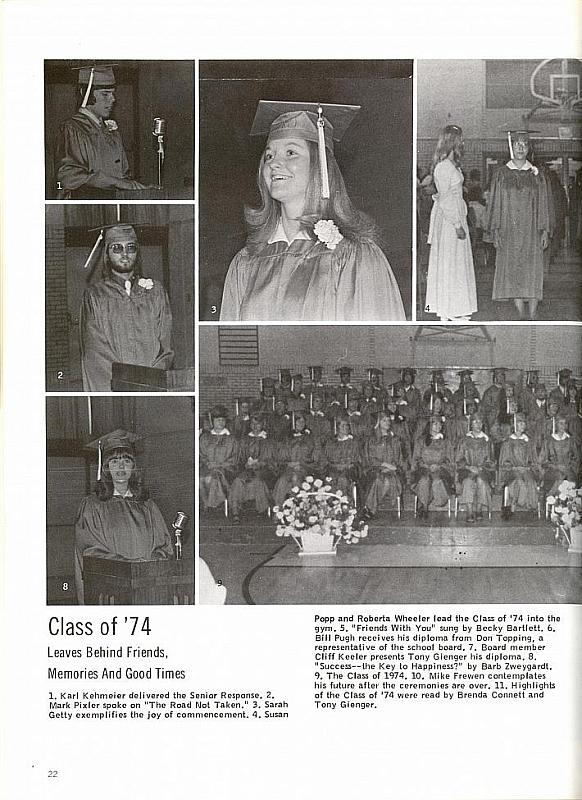 1
2
3
4
8
9
Class of '74
Leaves Behind Friends,
Memories And Good Times
1. Karl Kehmeier delivered the Senior Response. 2.
Mark Pixler spoke on "The Road Not Taken." 3. Sarah
Getty exemplifies the joy of commencement. 4. Susan
Popp and Roberta Wheeler lead the Class of '74 into the
gym. 5. "Friends With You" sung by Becky Bartlett. 6.
Bill Pugh receives his diploma from Don Topping, a
representative of the school board. 7. Board member
Cliff Keeler presents Tony Gienger his diploma. 8.
"Success--the Key to Happiness?" by Barb Zweygardt.
9. The Class of 1974. 10. Mike Frewen contemplates
his future after the ceremonies are over. 11. Highlights
of the Class of '74 were read by Brenda Connett and
Tony Gienger.
22